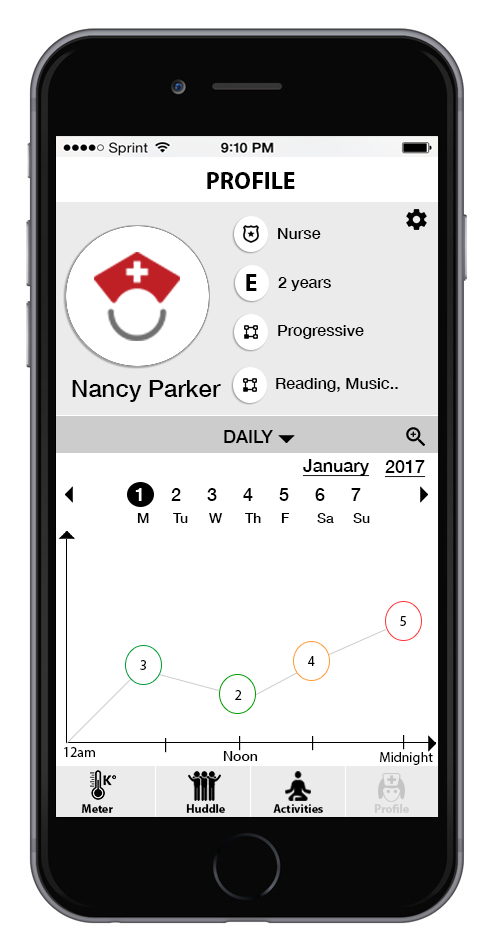 Sprint 9:10 PM
PROFILE
Nurse
E 2 years
Progressive
Nancy Parker
Reading, Music..
DAILY
January 2017
1 2 3 4 5 6 7
M Tu W Th F Sa Su
5
4
3
2
12am Noon Midnight
K°
Meter Huddle Activities Profile